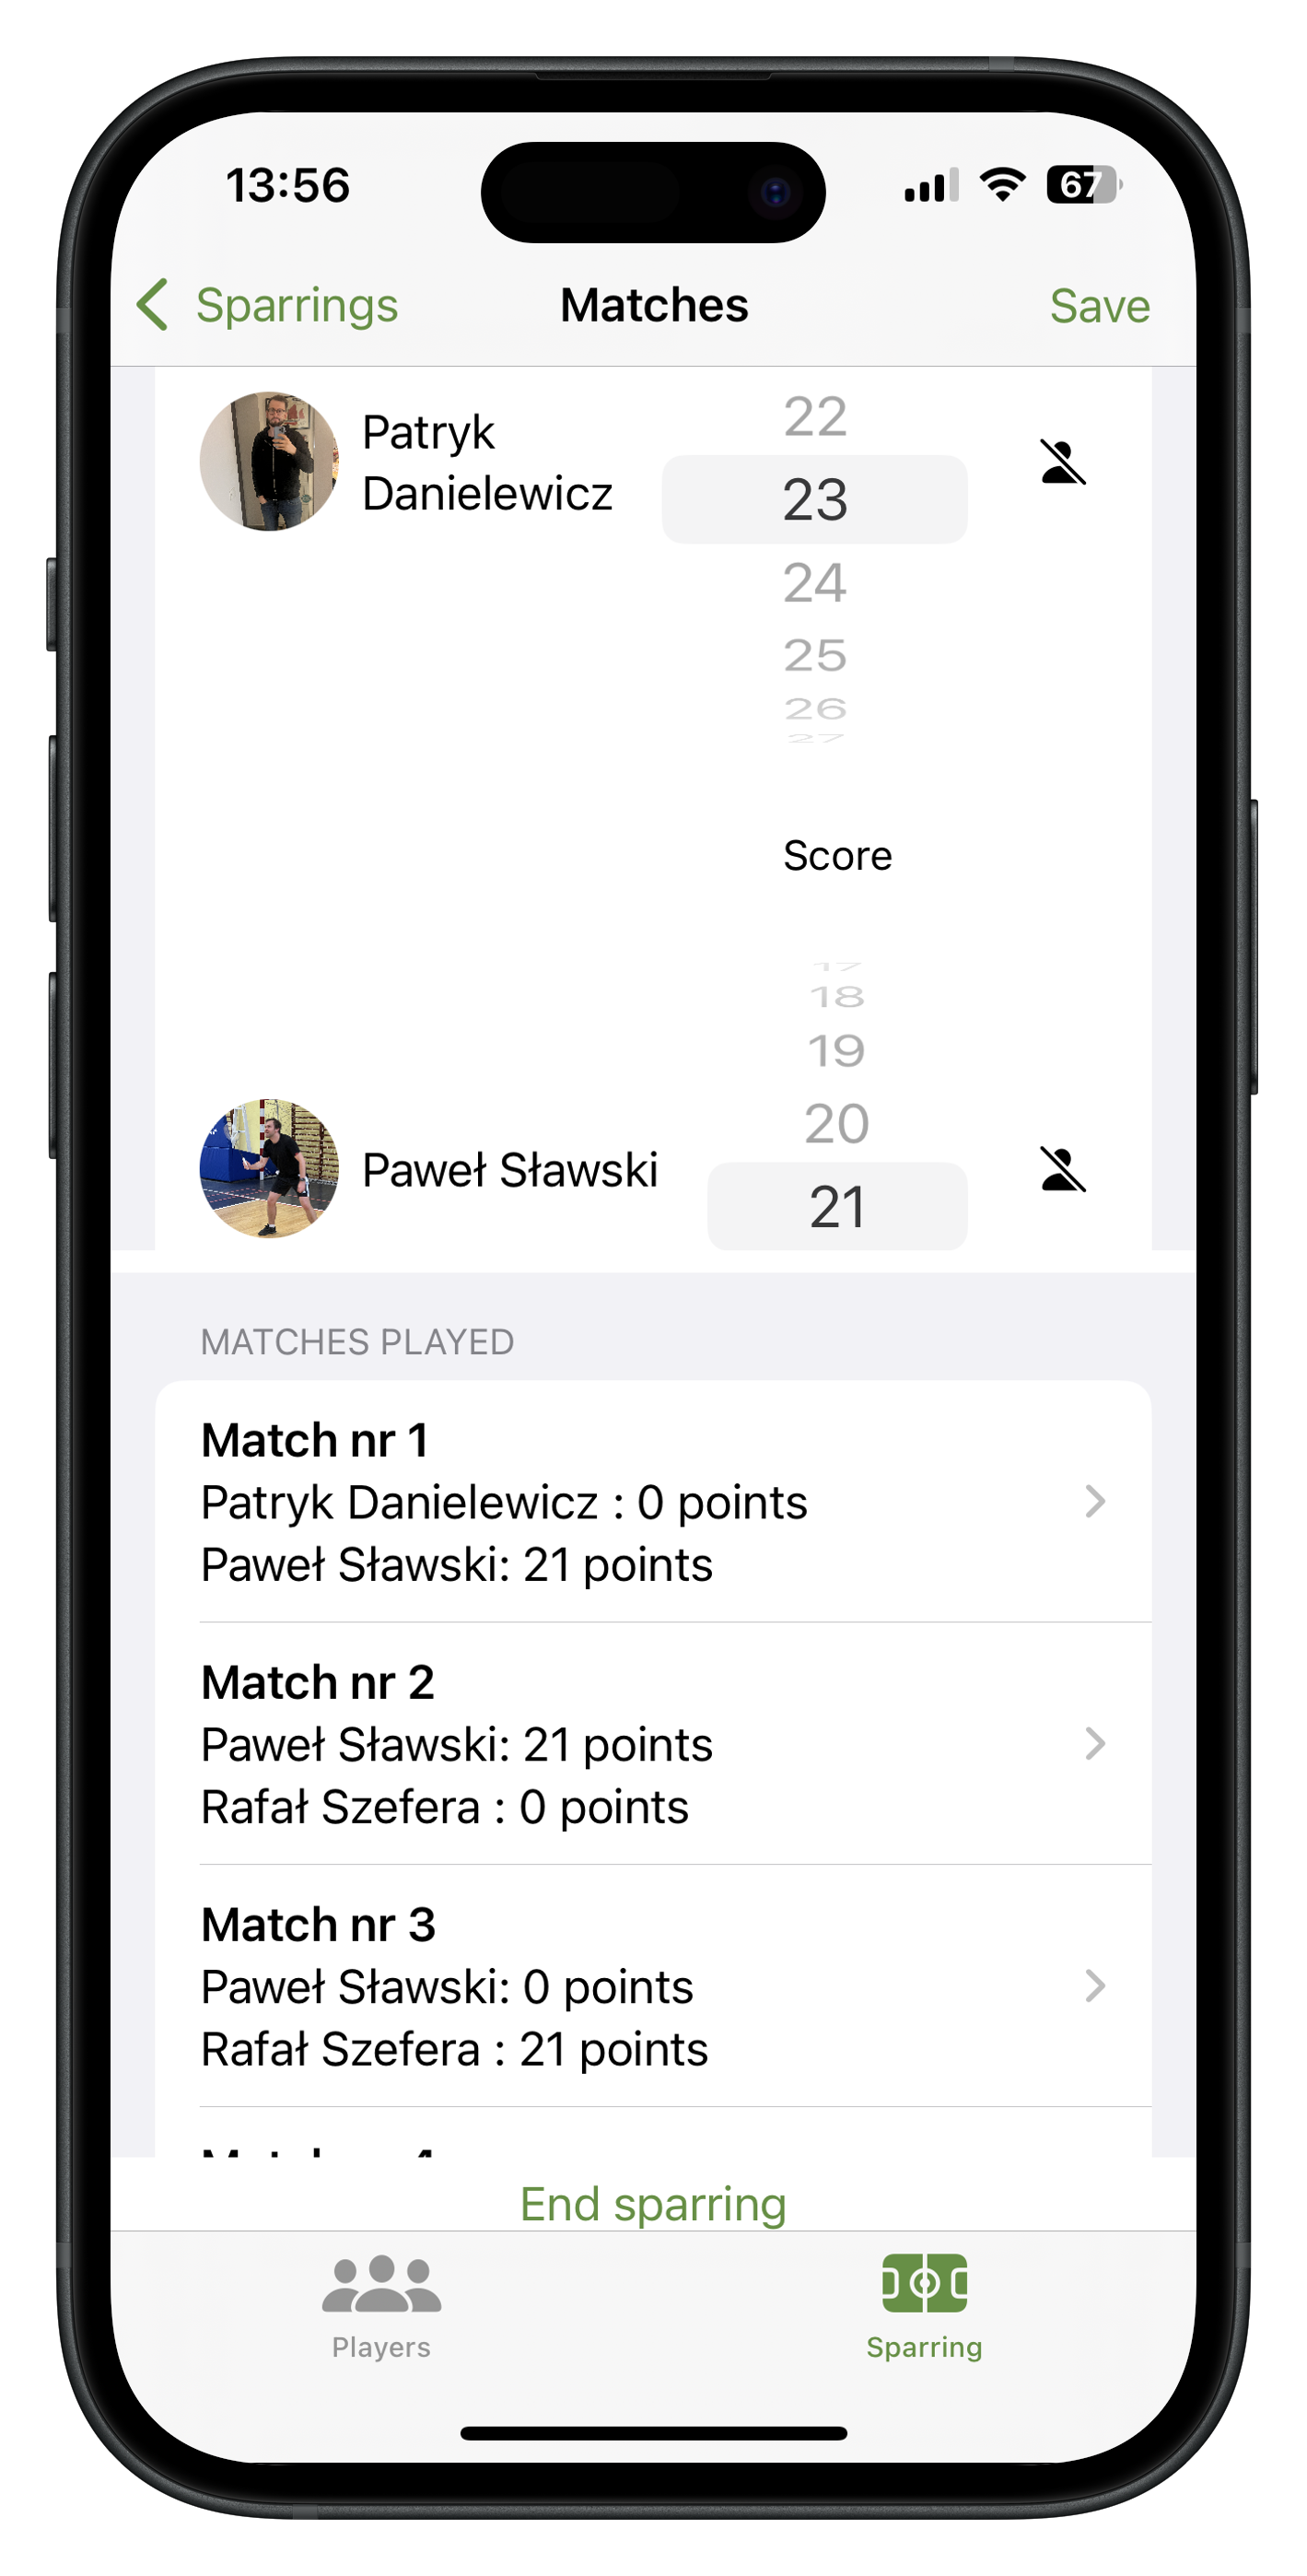 13:56
67
Sparrings
Matches
Save
Patryk
Danielewicz
22
23
24
25
26
27
Score
17
18
19
20
Paweł Sławski
21
MATCHES PLAYED
Match nr 1
Patryk Danielewicz : 0 points
Paweł Sławski: 21 points
Match nr 2
Paweł Sławski: 21 points
Rafał Szefera : 0 points
Match nr 3
Paweł Sławski: 0 points
Rafał Szefera : 21 points
End sparring
Players
Sparring